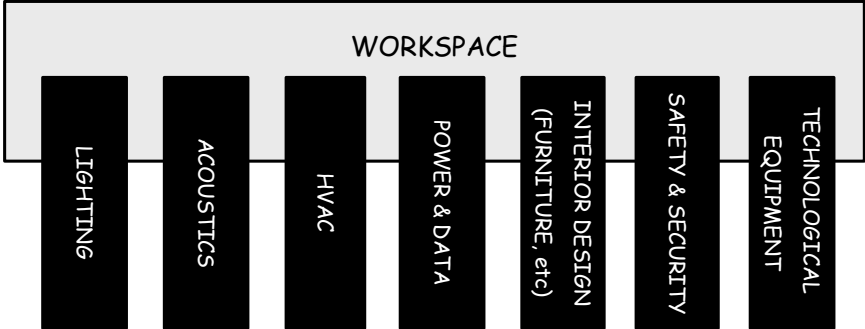 WORKSPACE
LIGHTING
ACOUSTICS
HVAC
POWER & DATA
INTERIOR DESIGN
(FURNITURE, etc)
SAFETY & SECURITY
TECHNOLOGICAL
EQUIPMENT